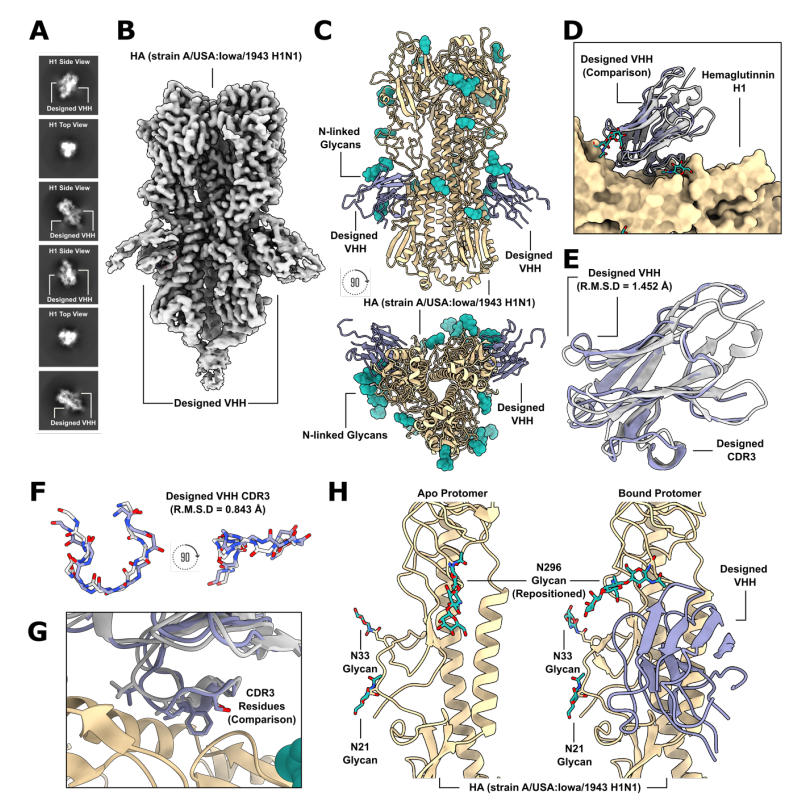 A
H1 Side View
Designed VHH
H1 Top View
H1 Side View
Designed VHH
H1 Side View
Designed VHH
H1 Top View
Designed VHH
B
HA (strain A/USA:Iowa/1943 H1N1)
Designed VHH
C
N-linked
Glycans
Designed
VHH
Designed
VHH
90
HA (strain A/USA:Iowa/1943 H1N1)
N-linked Glycans
Designed
VHH
D
Designed VHH
(Comparison)
Hemaglutinnin
H1
E
Designed VHH
(R.M.S.D = 1.452 Å)
Designed
CDR3
F
Designed VHH CDR3
(R.M.S.D = 0.843 Å)
90
G
CDR3
Residues
(Comparison)
H
Apo Protomer
Bound Protomer
N296
Glycan
(Repositioned)
Designed
VHH
N33
Glycan
N21
Glycan
N33
Glycan
N21
Glycan
HA (strain A/USA:Iowa/1943 H1N1)